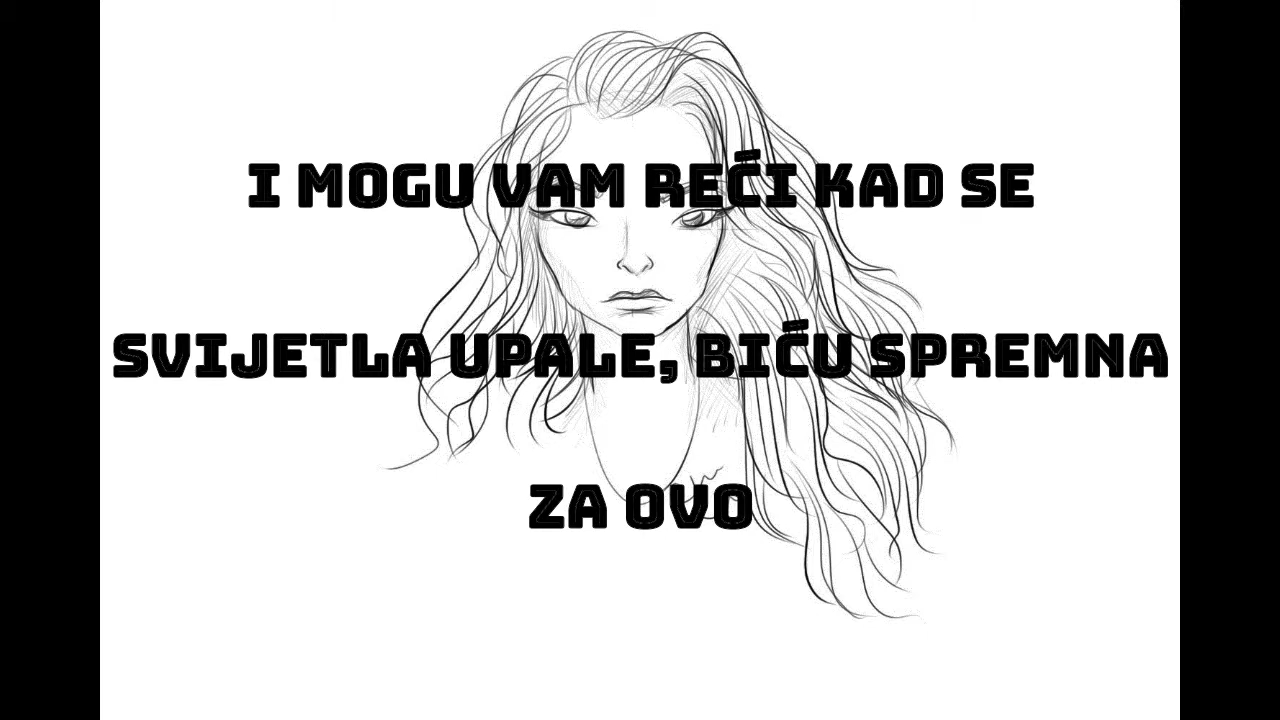 I MOGU VAM REĆI KAD SE
SVIJETLA UPALE, BIĆU SPREMNA
ZA OVO